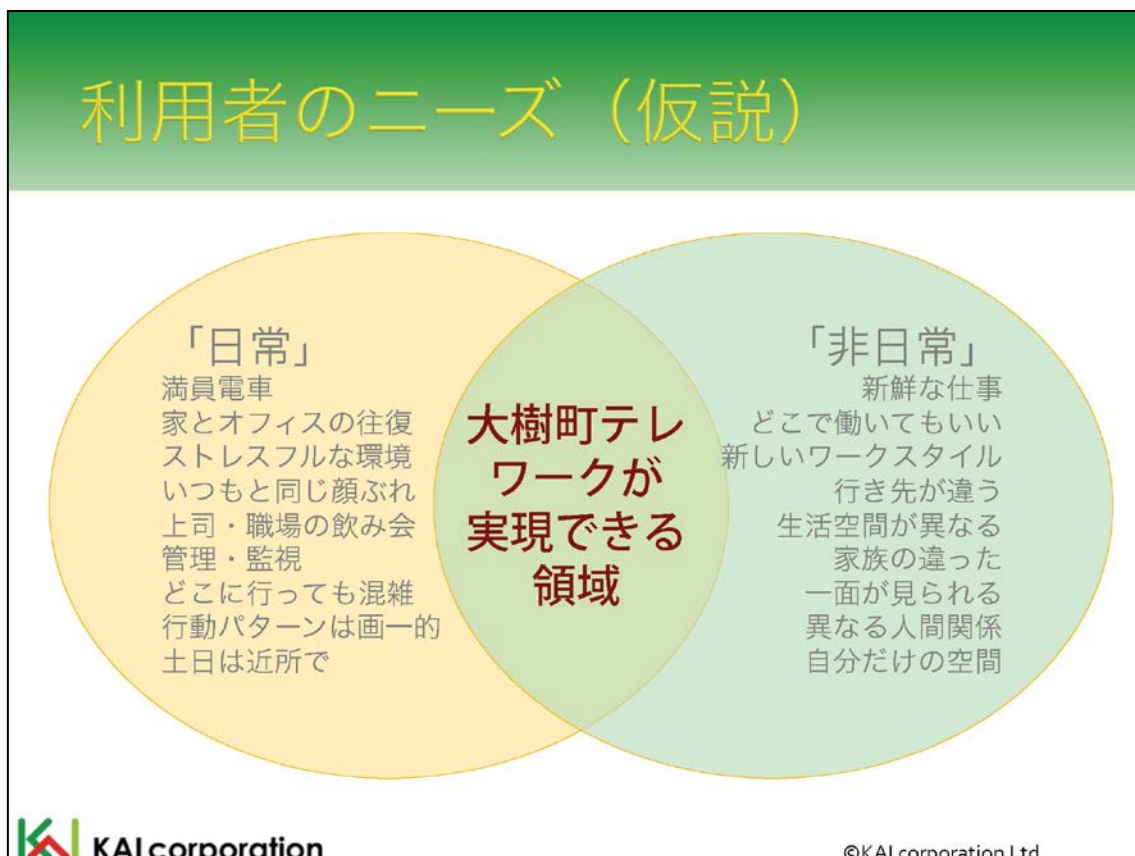 利用者のニーズ（仮説）
「日常」
満員電車
家とオフィスの往復
ストレスフルな環境
いつもと同じ顔ぶれ
上司・職場の飲み会
管理・監視
どこに行っても混雑
行動パターンは画一的
土日は近所で
大樹町テレ
ワークが
実現できる
領域
「非日常」
新鮮な仕事
どこで働いてもいい
新しいワークスタイル
行き先が違う
生活空間が異なる
家族の違った
一面が見られる
異なる人間関係
自分だけの空間
KAI corporation
©KAI corporation Ltd